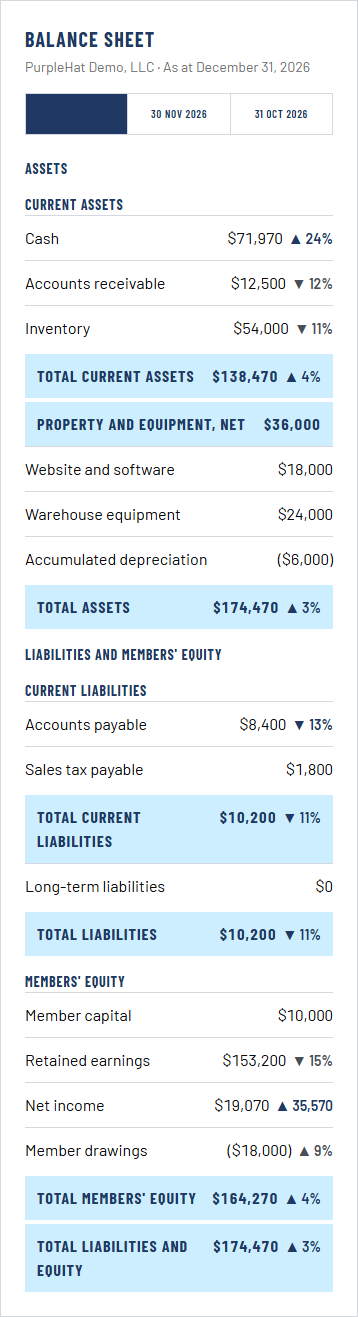 BALANCE SHEET
PurpleHat Demo, LLC · As at December 31, 2026
30 NOV 2026 31 OCT 2026
ASSETS
CURRENT ASSETS
Cash $71,970 ▲ 24%
Accounts receivable $12,500 ▼ 12%
Inventory $54,000 ▼ 11%
TOTAL CURRENT ASSETS $138,470 ▲ 4%
PROPERTY AND EQUIPMENT, NET $36,000
Website and software $18,000
Warehouse equipment $24,000
Accumulated depreciation ($6,000)
TOTAL ASSETS $174,470 ▲ 3%
LIABILITIES AND MEMBERS' EQUITY
CURRENT LIABILITIES
Accounts payable $8,400 ▼ 13%
Sales tax payable $1,800
TOTAL CURRENT $10,200 ▼ 11%
LIABILITIES
Long-term liabilities $0
TOTAL LIABILITIES $10,200 ▼ 11%
MEMBERS' EQUITY
Member capital $10,000
Retained earnings $153,200 ▼ 15%
Net income $19,070 ▲ 35,570
Member drawings ($18,000) ▲ 9%
TOTAL MEMBERS' EQUITY $164,270 ▲ 4%
TOTAL LIABILITIES AND $174,470 ▲ 3%
EQUITY